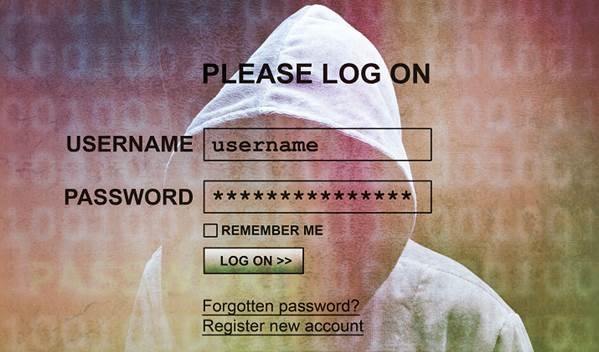 PLEASE LOG ON
USERNAME username
PASSWORD ***************
REMEMBER ME
LOG ON >>
Forgotten password?
Register new account